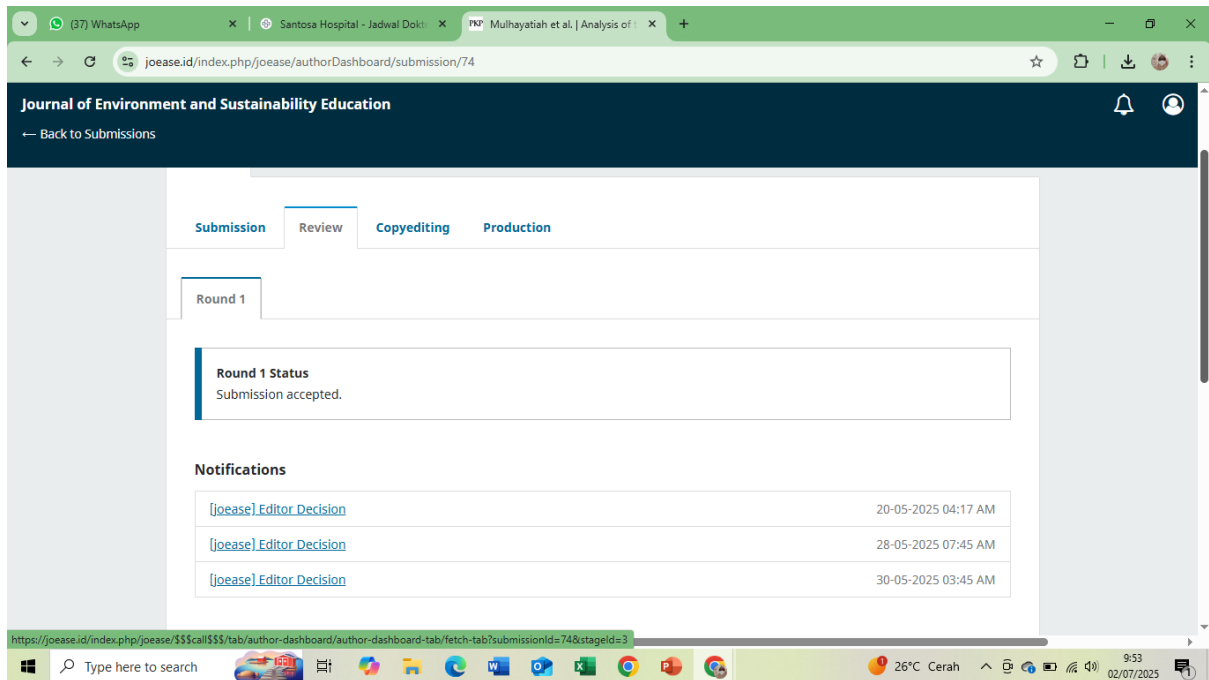 (37) WhatsApp
Santosa Hospital - Jadwal Dokt
PKP Mulhayatiah et al. | Analysis of t
joease.id/index.php/joease/authorDashboard/submission/74
Journal of Environment and Sustainability Education
← Back to Submissions
Submission Review Copyediting Production
Round 1
Round 1 Status
Submission accepted.
Notifications
[joease] Editor Decision 20-05-2025 04:17 AM
[joease] Editor Decision 28-05-2025 07:45 AM
[joease] Editor Decision 30-05-2025 03:45 AM
https://joease.id/index.php/joease/$$$call$$$/tab/author-dashboard/author-dashboard-tab/fetch-tab?submissionId=74&stageId=3
Type here to search
26°C Cerah
9:53
02/07/2025
1